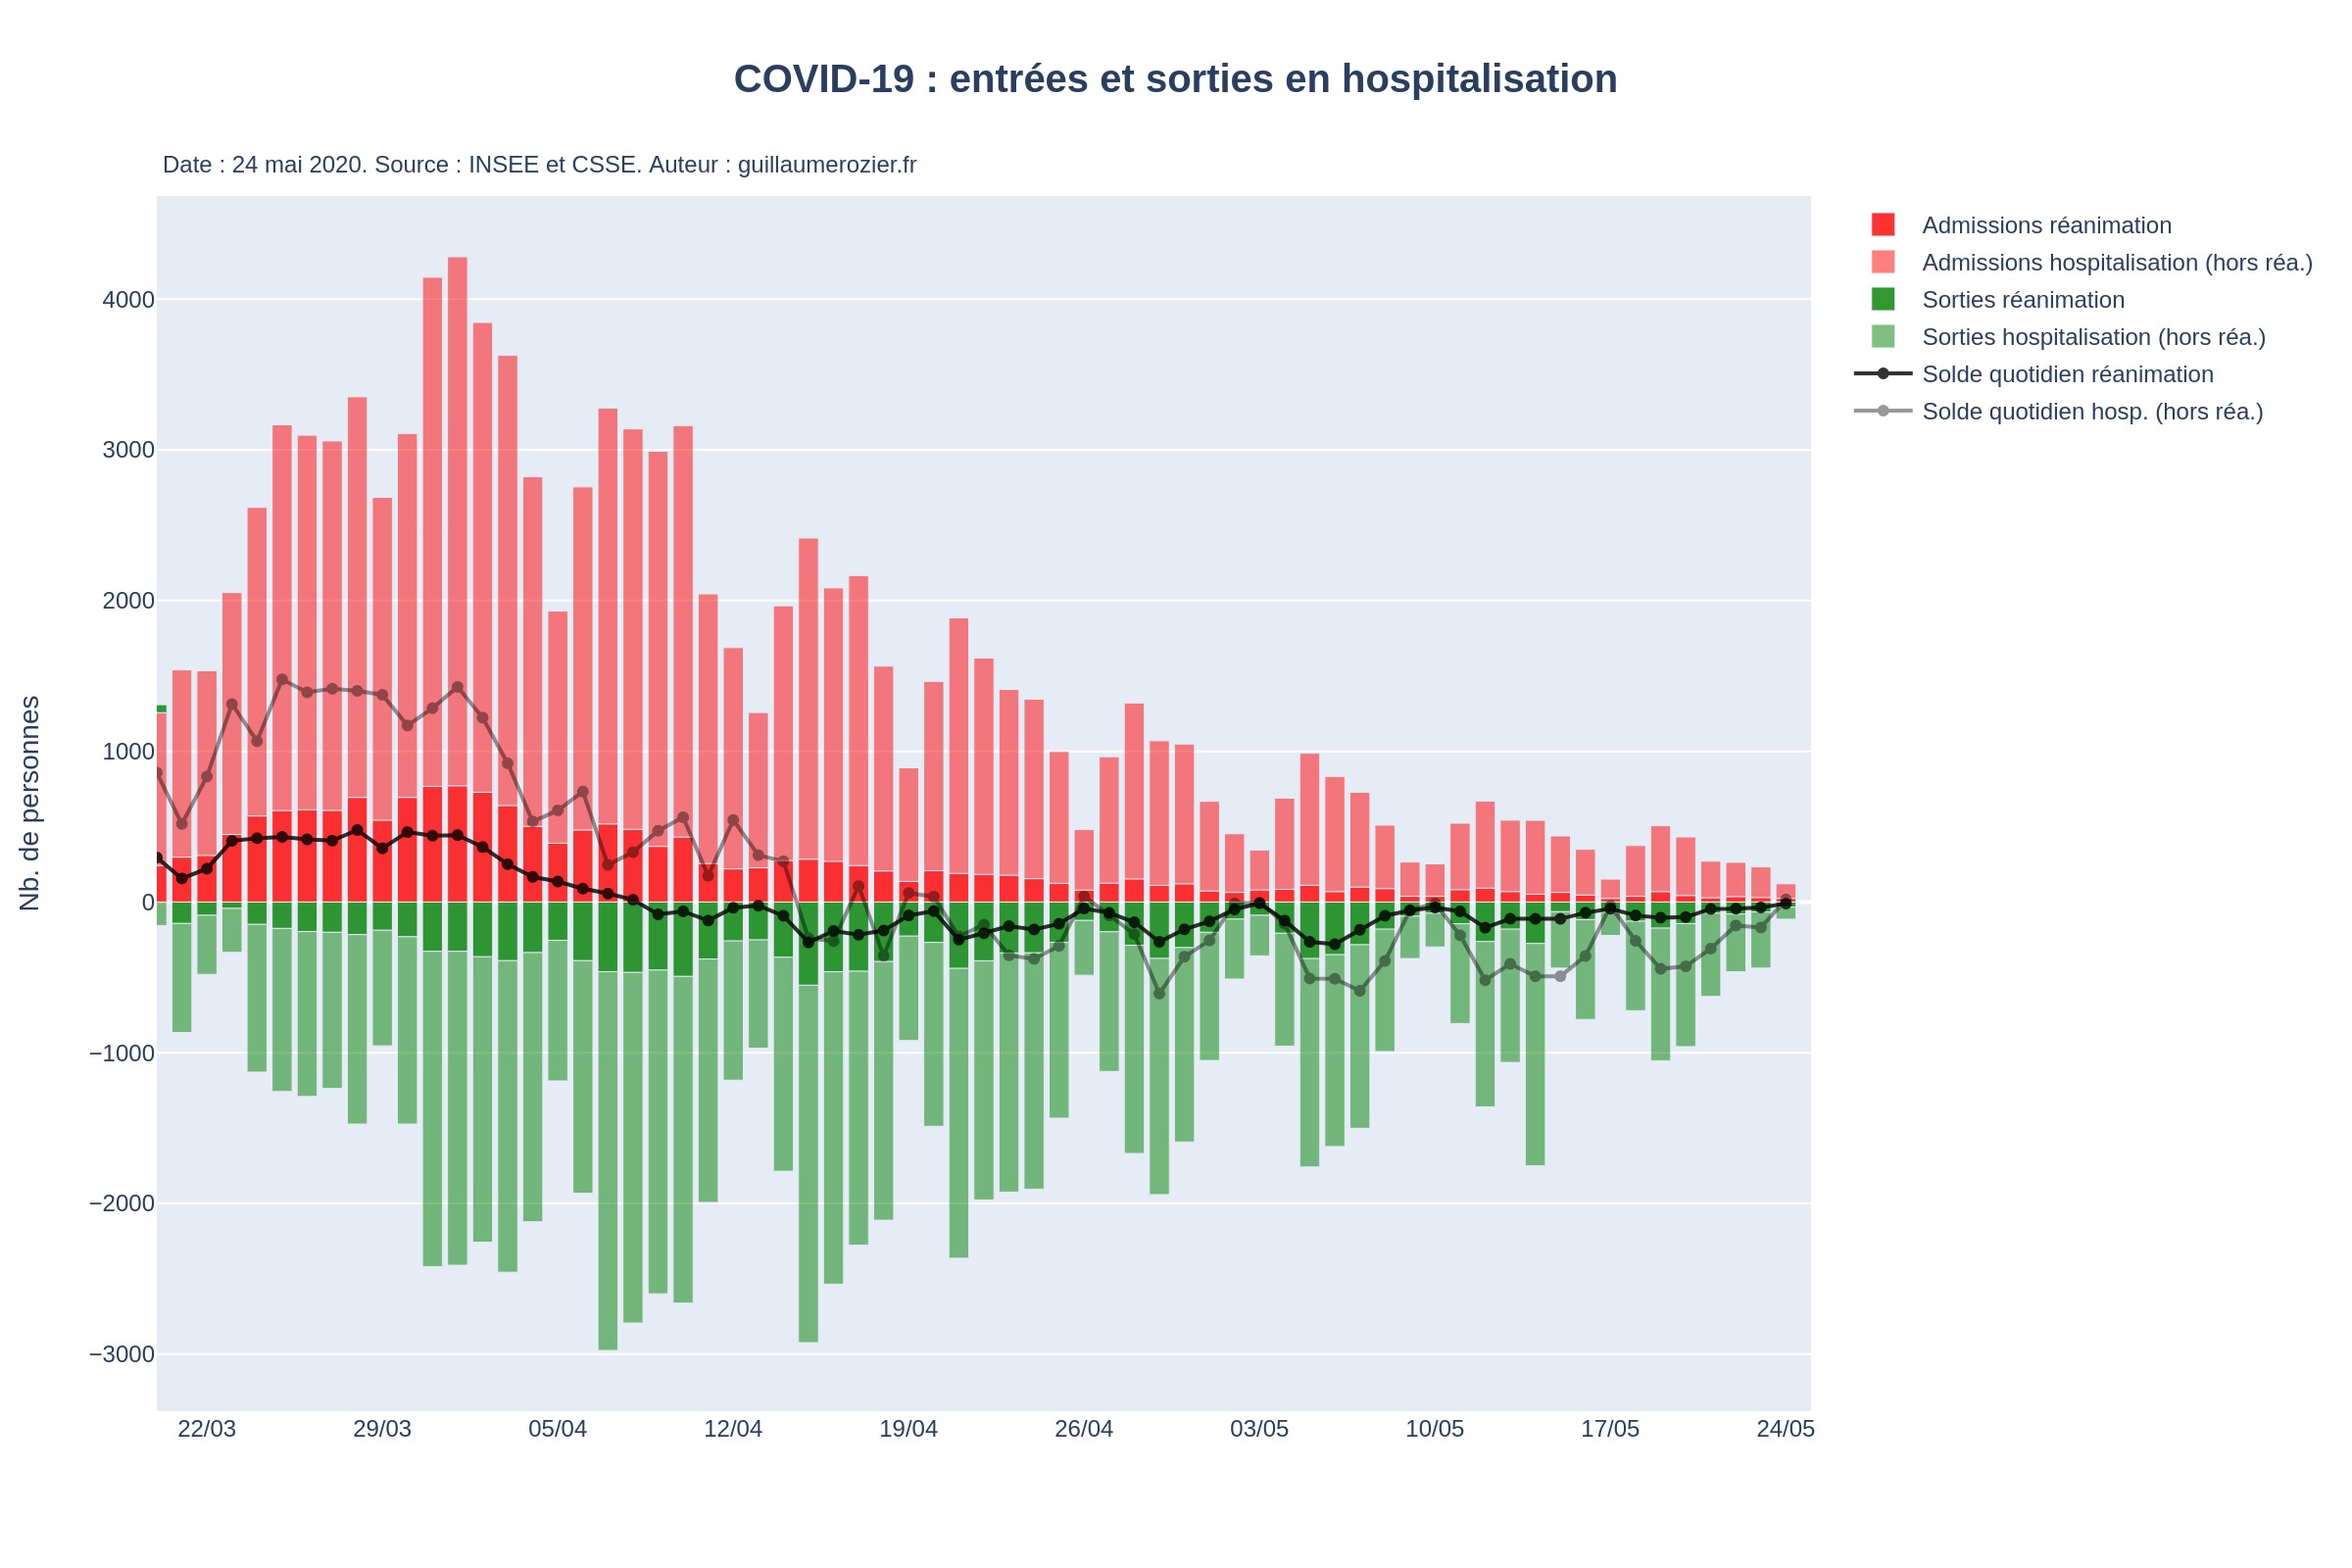 COVID-19 : entrées et sorties en hospitalisation
Date : 24 mai 2020. Source : INSEE et CSSE. Auteur : guillaumerozier.fr
Admissions réanimation
Admissions hospitalisation (hors réa.)
Sorties réanimation
Sorties hospitalisation (hors réa.)
Solde quotidien réanimation
Solde quotidien hosp. (hors réa.)
Nb. de personnes
4000
3000
2000
1000
0
−1000
−2000
−3000
22/03 29/03 05/04 12/04 19/04 26/04 03/05 10/05 17/05 24/05